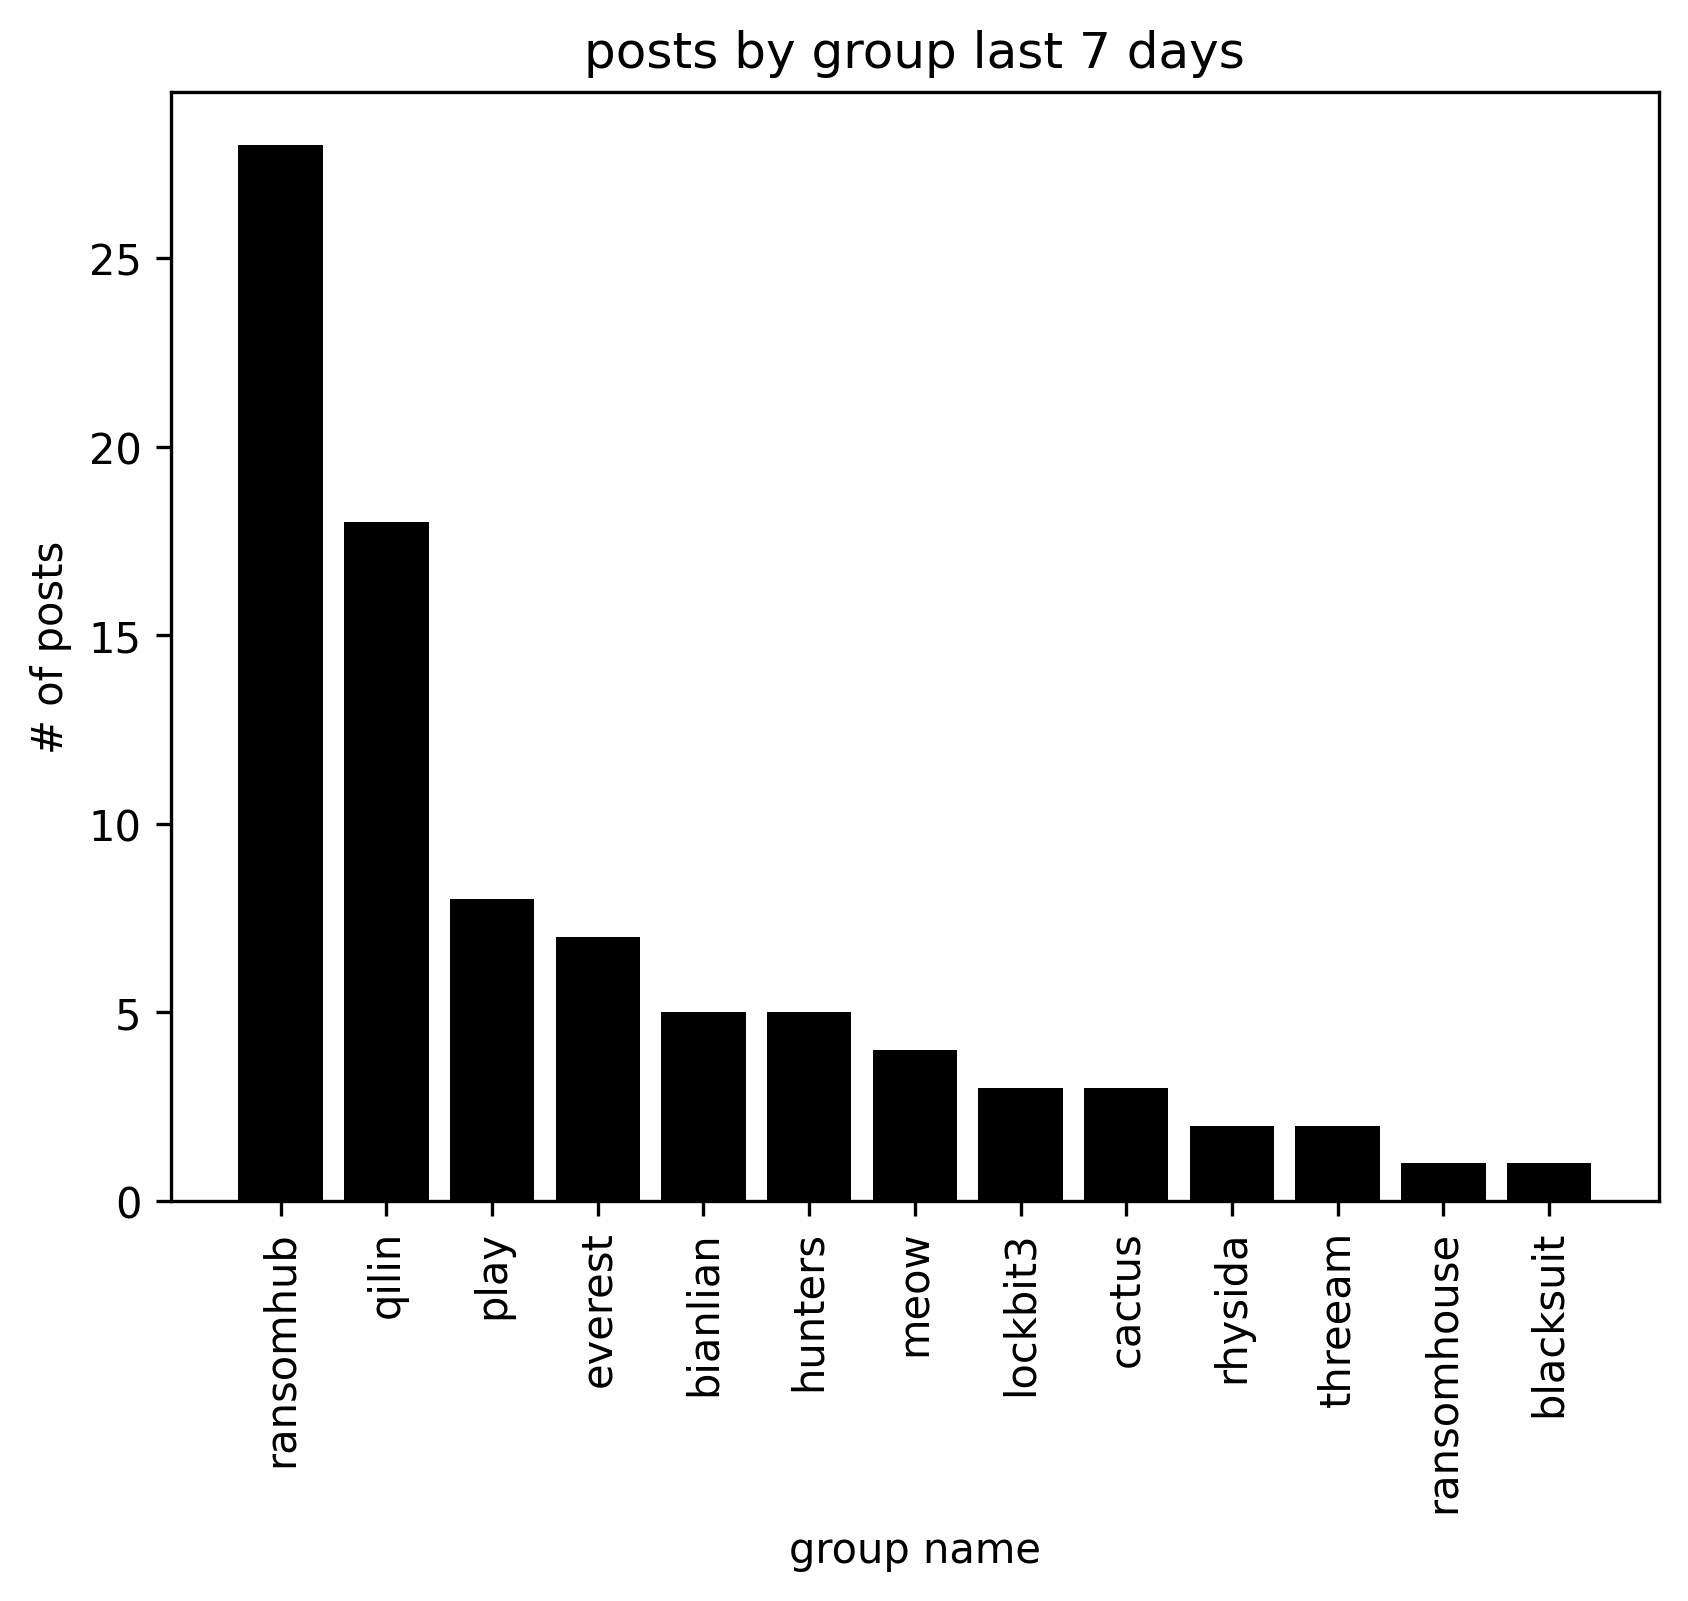 posts by group last 7 days
# of posts
25
20
15
10
5
0
ransomhub
qilin
play
everest
bianlian
hunters
meow
lockbit3
cactus
rhysida
threeam
ransomhouse
blacksuit
group name